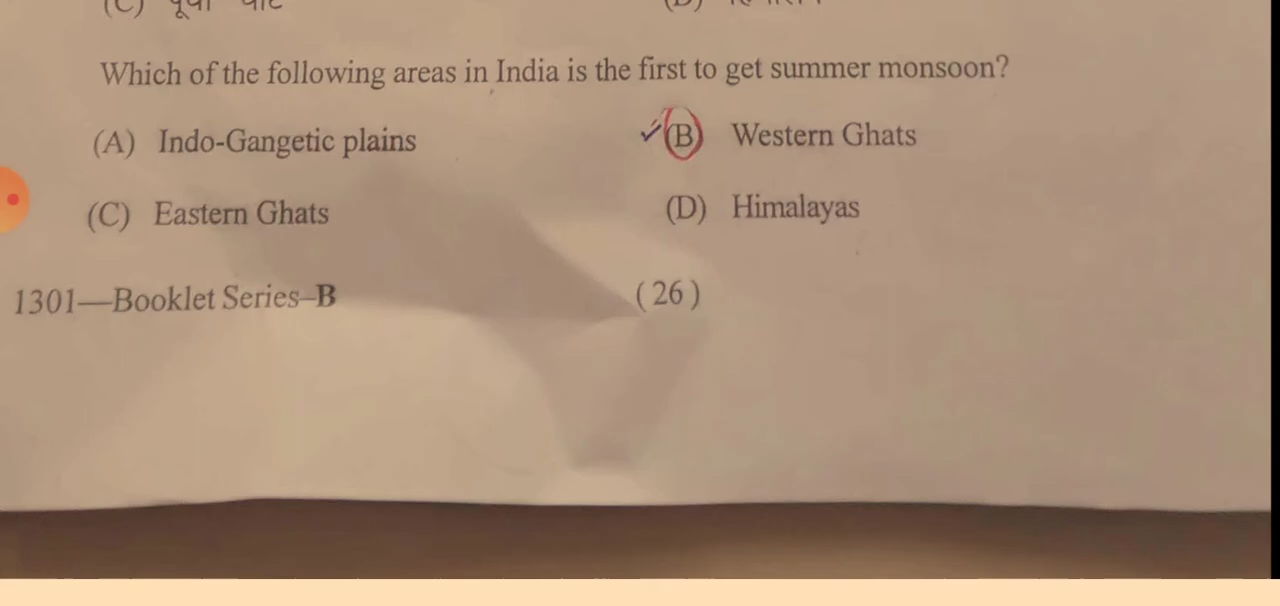 (C) पूर्वी घाट (D)
Which of the following areas in India is the first to get summer monsoon?
(A) Indo-Gangetic plains (B) Western Ghats
(C) Eastern Ghats (D) Himalayas
1301—Booklet Series–B (26)